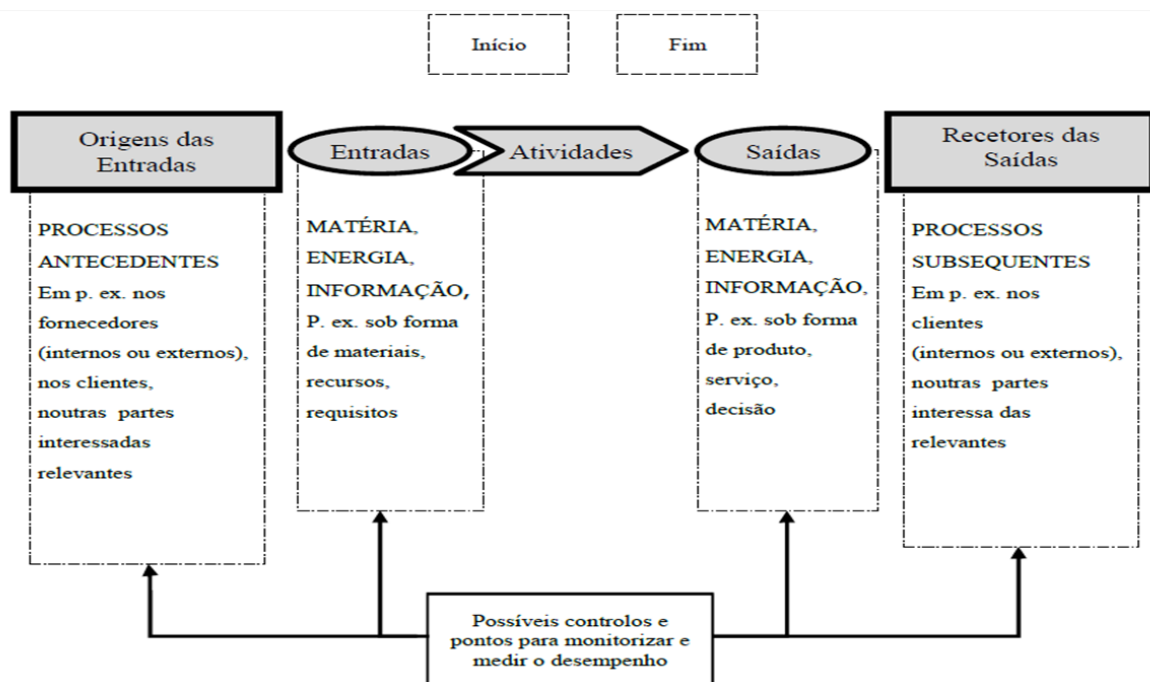 Início
Fim
Origens das
Entradas
Entradas
Atividades
Saídas
Recetores das
Saídas
PROCESSOS
ANTECEDENTES
Em p. ex. nos
fornecedores
(internos ou externos),
nos clientes,
noutras partes
interessadas
relevantes
MATÉRIA,
ENERGIA,
INFORMAÇÃO,
P. ex. sob forma
de materiais,
recursos,
requisitos
MATÉRIA,
ENERGIA,
INFORMAÇÃO,
P. ex. sob forma
de produto,
serviço,
decisão
PROCESSOS
SUBSEQUENTES
Em p. ex. nos
clientes
(internos ou externos),
noutras partes
interessa das
relevantes
Possíveis controlos e
pontos para monitorizar e
medir o desempenho